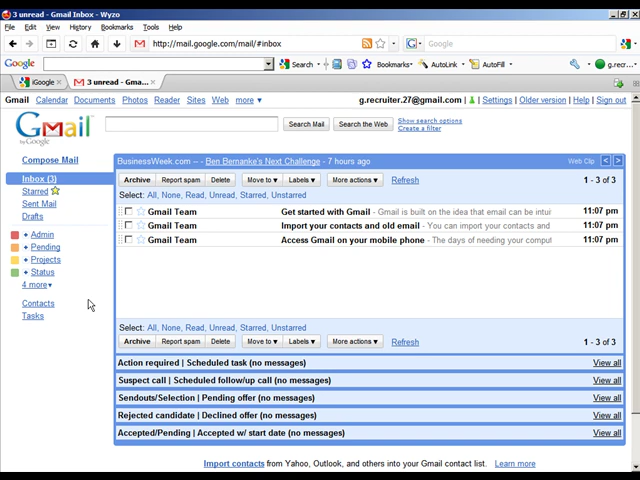 3 unread - Gmail Inbox - Wyzo
File Edit View History Bookmarks Tools Help
http://mail.google.com/mail/#inbox Google
Google Search Bookmarks AutoLink AutoFill g.recr...
iGoogle 3 unread - Gma...
Gmail Calendar Documents Photos Reader Sites Web more g.recruiter.27@gmail.com | Settings | Older version | Help | Sign out
Gmail by Google Search Mail Search the Web Show search options
Create a filter
Compose Mail
BusinessWeek.com -- - Ben Bernanke's Next Challenge - 7 hours ago Web Clip < >
Inbox (3)
Starred
Sent Mail
Drafts
Admin
Pending
Projects
Status
4 more
Contacts
Tasks
Archive Report spam Delete Move to Labels More actions Refresh 1 - 3 of 3
Select: All, None, Read, Unread, Starred, Unstarred
Gmail Team Get started with Gmail - Gmail is built on the idea that email can be intui 11:07 pm
Gmail Team Import your contacts and old email - You can import your contacts 11:07 pm
Gmail Team Access Gmail on your mobile phone - The days of needing your comput 11:07 pm
Select: All, None, Read, Unread, Starred, Unstarred
Archive Report spam Delete Move to Labels More actions Refresh 1 - 3 of 3
Action required | Scheduled task (no messages) View all
Suspect call | Scheduled follow/up call (no messages) View all
Sendouts/Selection | Pending offer (no messages) View all
Rejected candidate | Declined offer (no messages) View all
Accepted/Pending | Accepted w/ start date (no messages) View all
Import contacts from Yahoo, Outlook, and others into your Gmail contact list. Learn more